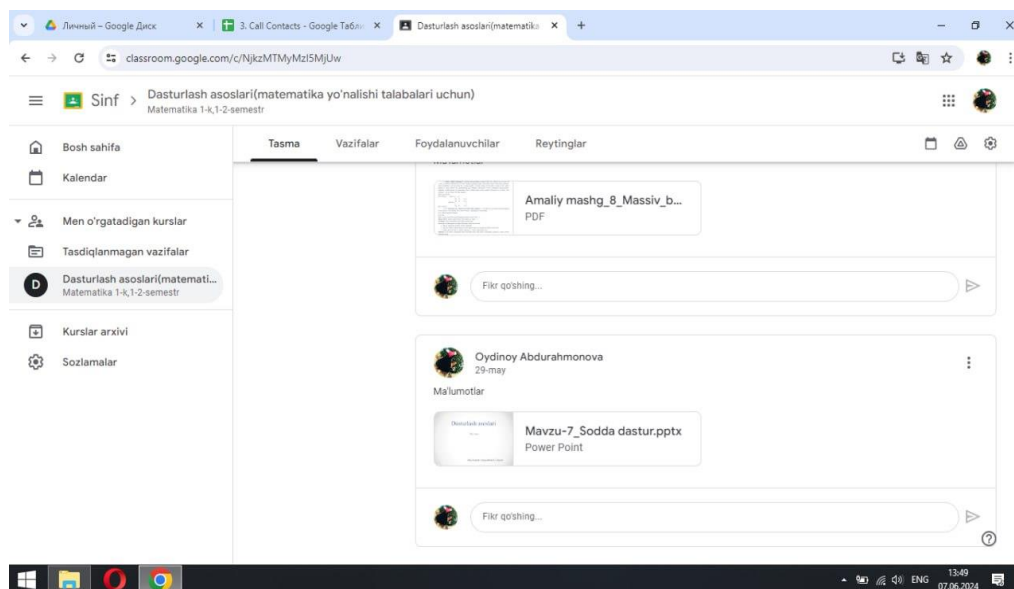 Личный – Google Диск
3. Call Contacts - Google Табли
Dasturlash asoslari(matematika
classroom.google.com/c/NjkzMTMyMzI5MjUw
Sinf > Dasturlash asoslari(matematika yo'nalishi talabalari uchun)
Matematika 1-k,1-2-semestr
Bosh sahifa
Kalendar
Men o'rgatadigan kurslar
Tasdiqlanmagan vazifalar
D
Dasturlash asoslari(matemati...
Matematika 1-k,1-2-semestr
Kurslar arxivi
Sozlamalar
Tasma Vazifalar Foydalanuvchilar Reytinglar
Amaliy mashg_8_Massiv_b...
PDF
Fikr qo'shing...
Oydinoy Abdurahmonova
29-may
Ma'lumotlar
Dasturlash asoslari
Mavzu-7_Sodda dastur.pptx
Power Point
Fikr qo'shing...
ENG
13:49
07.06.2024